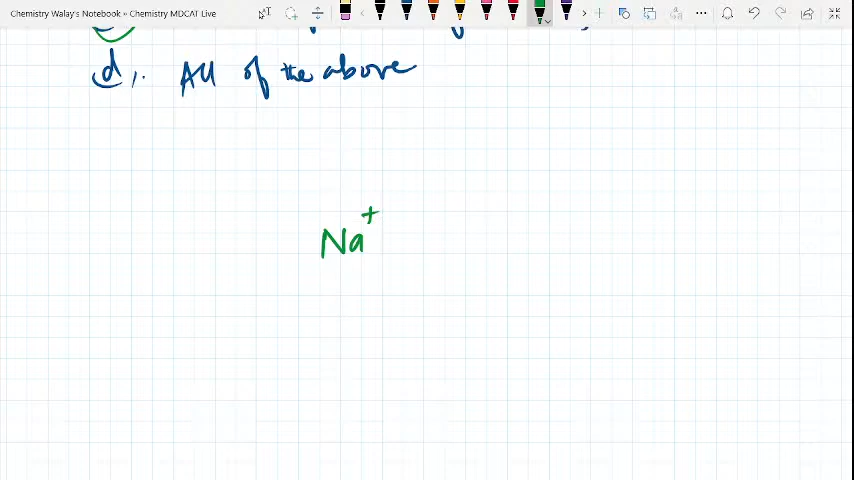 Chemistry Walay's Notebook » Chemistry MDCAT Live
d). All of the above
Na+